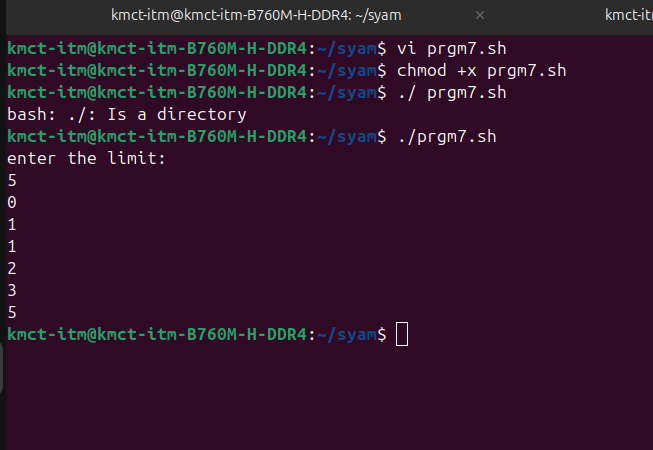 kmct-itm@kmct-itm-B760M-H-DDR4: ~/syam × kmct-it
kmct-itm@kmct-itm-B760M-H-DDR4:~/syam$ vi prgm7.sh
kmct-itm@kmct-itm-B760M-H-DDR4:~/syam$ chmod +x prgm7.sh
kmct-itm@kmct-itm-B760M-H-DDR4:~/syam$ ./ prgm7.sh
bash: ./: Is a directory
kmct-itm@kmct-itm-B760M-H-DDR4:~/syam$ ./prgm7.sh
enter the limit:
5
0
1
1
2
3
5
kmct-itm@kmct-itm-B760M-H-DDR4:~/syam$